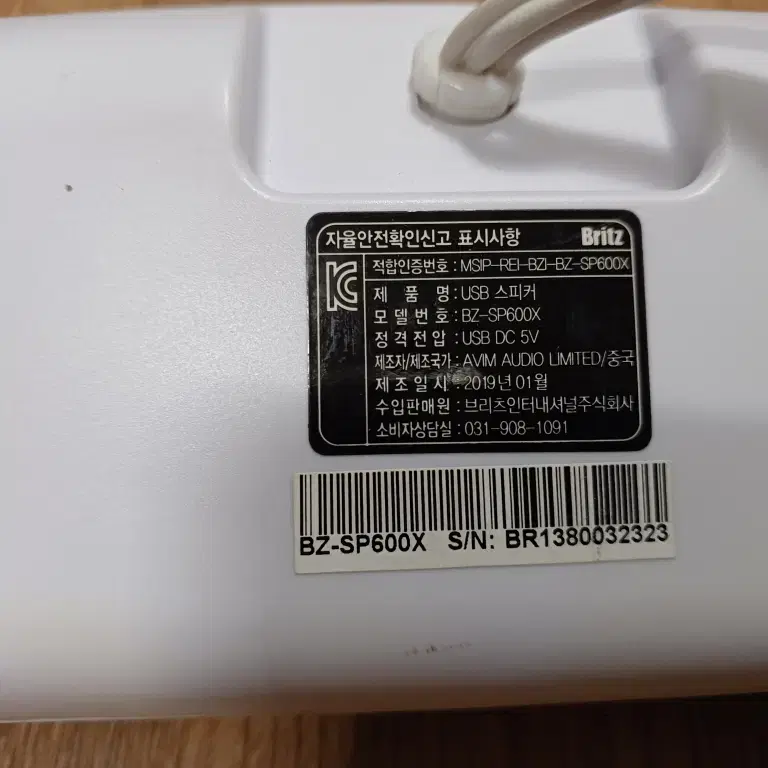 자율안전확인신고 표시사항 Britz
적합인증번호 : MSIP-REI-BZI-BZ-SP600X
제 품 명 : USB 스피커
모델번호 : BZ-SP600X
정격전압 : USB DC 5V
제조자/제조국가 : AVIM AUDIO LIMITED/중국
제조일시 : 2019년 01월
수입판매원 : 브리츠인터내셔널주식회사
소비자상담실 : 031-908-1091
BZ-SP600X S/N: BR1380032323